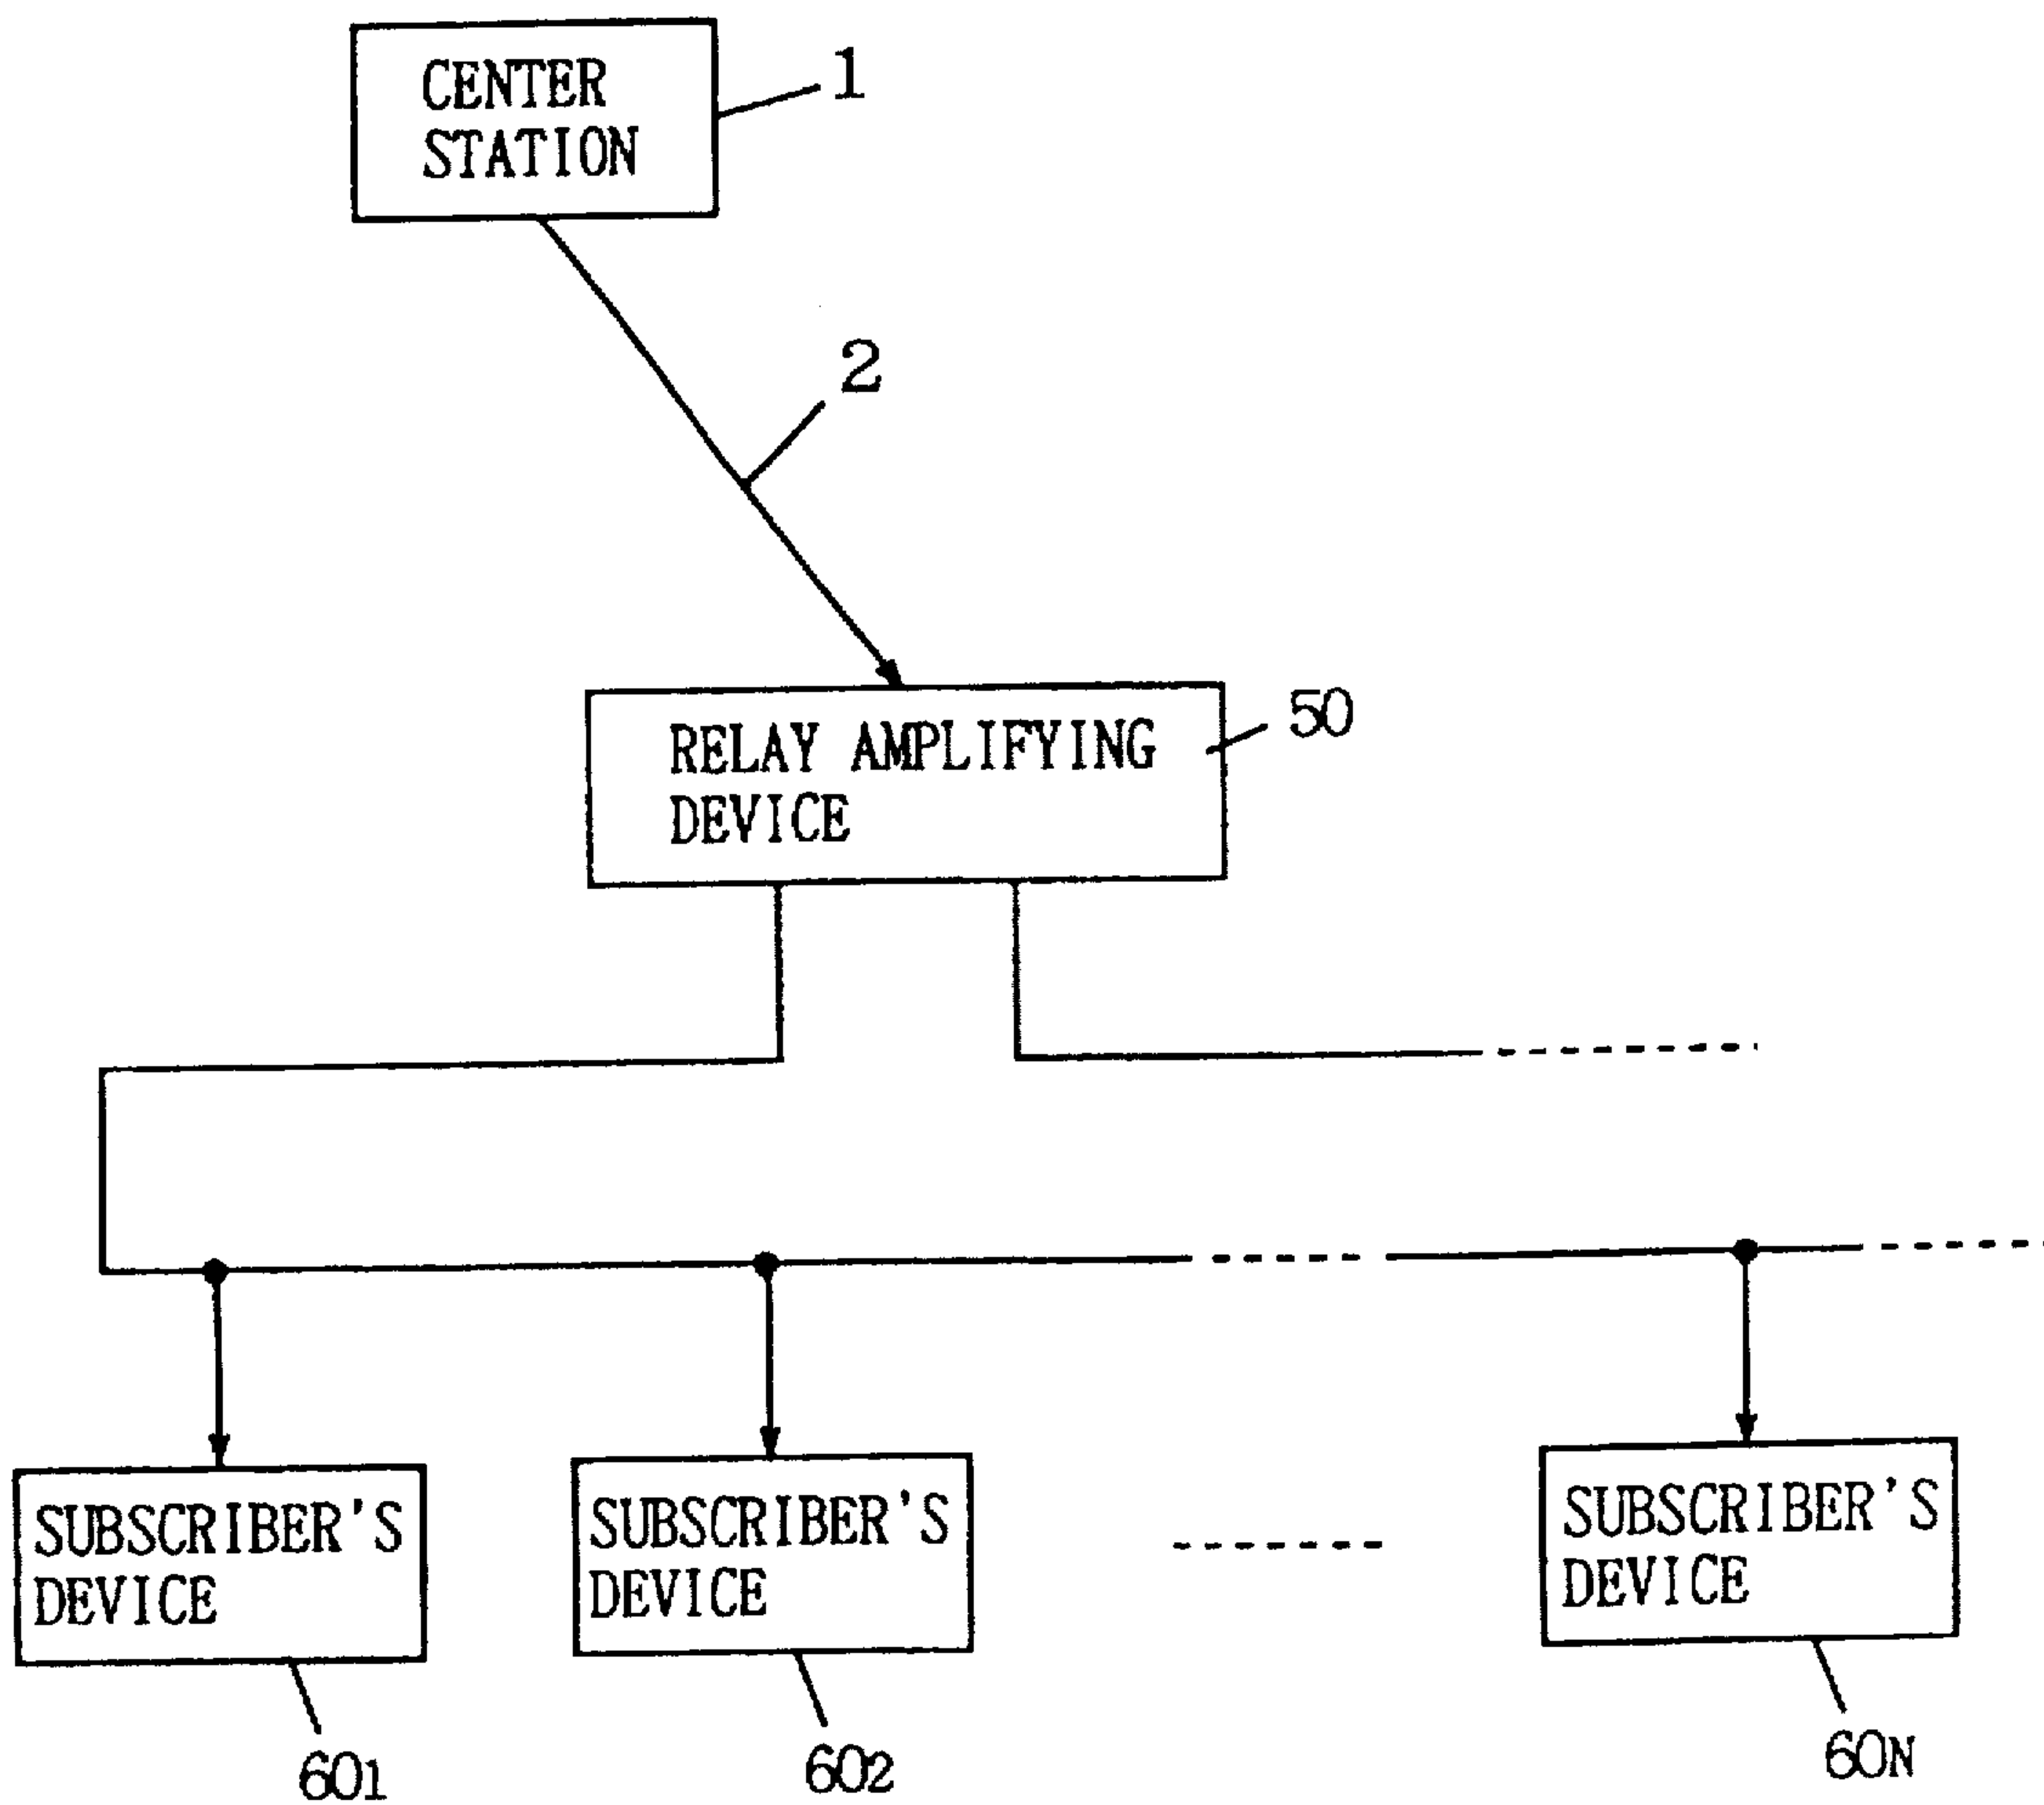 CENTER
STATION
1
2
RELAY AMPLIFYING
DEVICE
50
SUBSCRIBER'S
DEVICE
SUBSCRIBER'S
DEVICE
SUBSCRIBER'S
DEVICE
601
602
60N